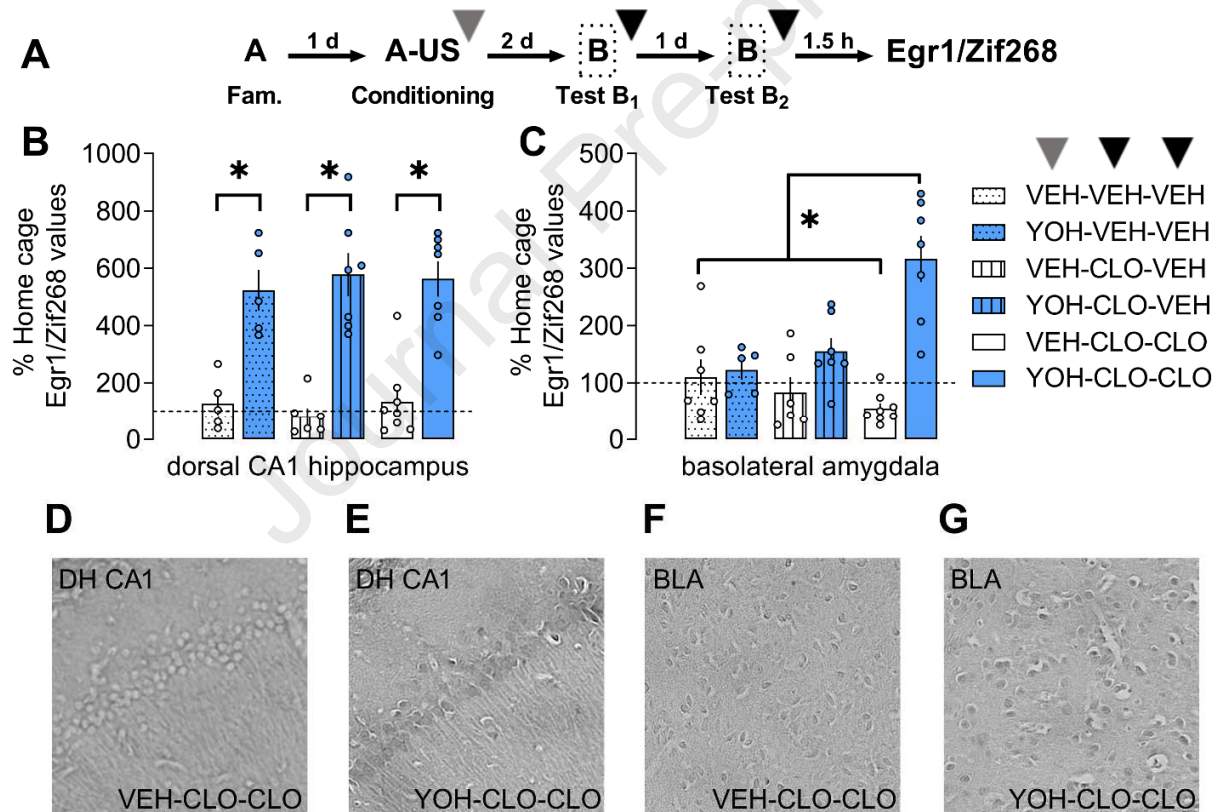 A
A 1 d A-US 2 d B 1 d B 1.5 h Egr1/Zif268
Fam. Conditioning Test B₁ Test B₂
B
% Home cage
Egr1/Zif268 values
1000
800
600
400
200
0
* * *
dorsal CA1 hippocampus
C
% Home cage
Egr1/Zif268 values
500
400
300
200
100
0
*
basolateral amygdala
VEH-VEH-VEH
YOH-VEH-VEH
VEH-CLO-VEH
YOH-CLO-VEH
VEH-CLO-CLO
YOH-CLO-CLO
D
DH CA1
VEH-CLO-CLO
E
DH CA1
YOH-CLO-CLO
F
BLA
VEH-CLO-CLO
G
BLA
YOH-CLO-CLO
Journal Pre-p